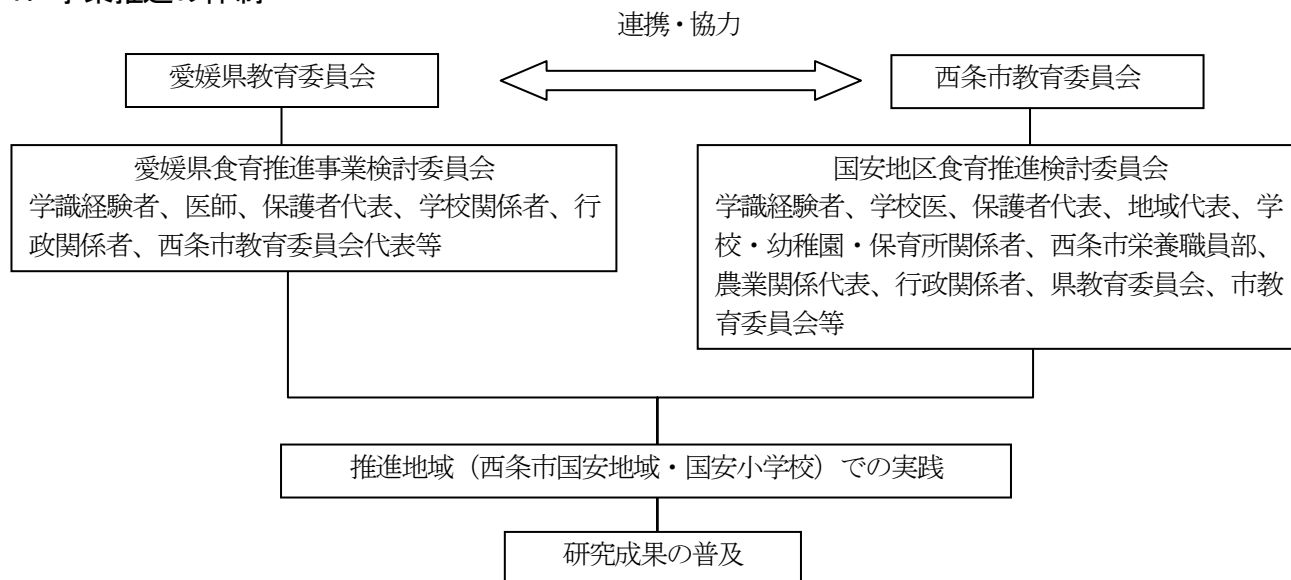 連携・協力
愛媛県教育委員会
西条市教育委員会
愛媛県食育推進事業検討委員会
学識経験者、医師、保護者代表、学校関係者、行
政関係者、西条市教育委員会代表等
国安地区食育推進検討委員会
学識経験者、学校医、保護者代表、地域代表、学
校・幼稚園・保育所関係者、西条市栄養職員部、
農業関係代表、行政関係者、県教育委員会、市教
育委員会等
推進地域（西条市国安地域・国安小学校）での実践
研究成果の普及